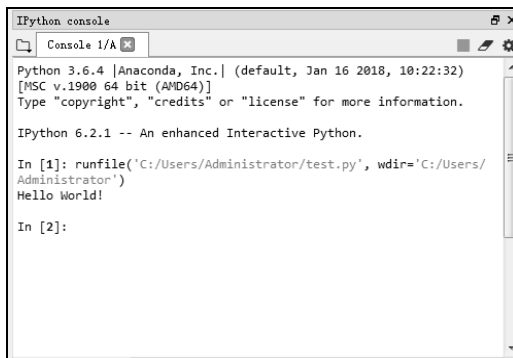 IPython console
Console 1/A
Python 3.6.4 |Anaconda, Inc.| (default, Jan 16 2018, 10:22:32)
[MSC v.1900 64 bit (AMD64)]
Type "copyright", "credits" or "license" for more information.
IPython 6.2.1 -- An enhanced Interactive Python.
In [1]: runfile('C:/Users/Administrator/test.py', wdir='C:/Users/
Administrator')
Hello World!
In [2]: